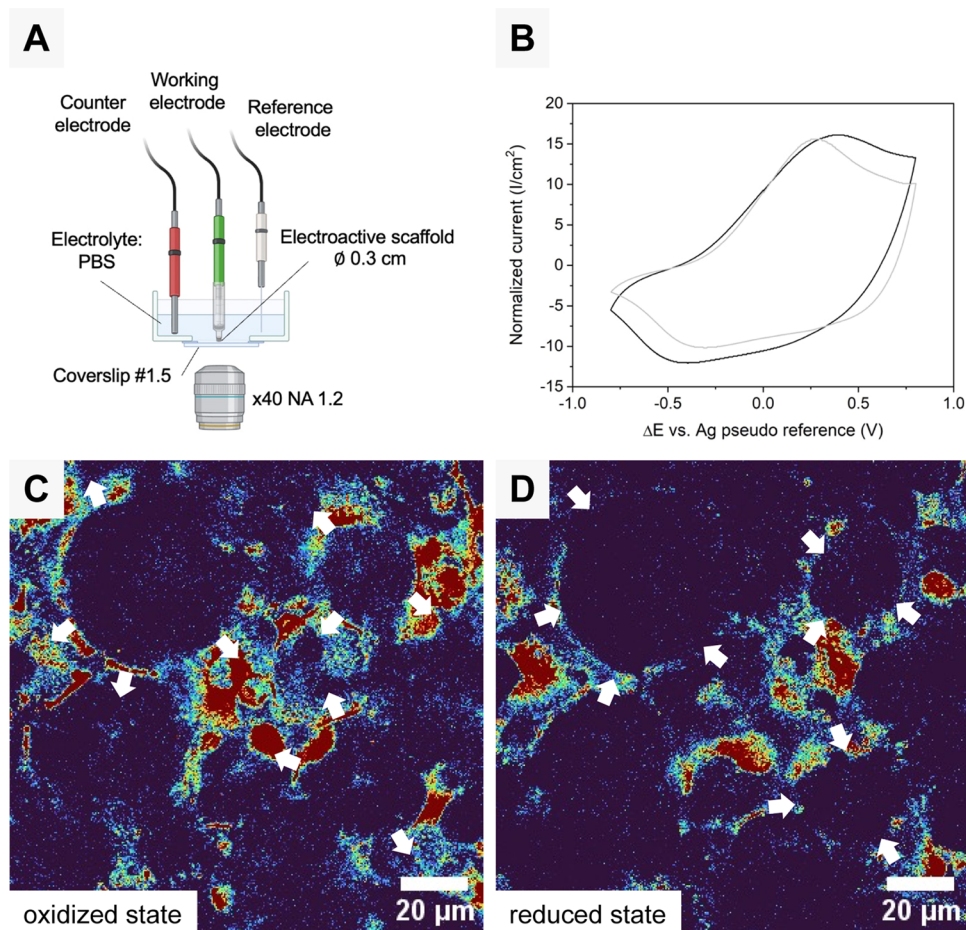 A
Counter
electrode
Working
electrode
Reference
electrode
Electrolyte:
PBS
Electroactive scaffold
ø 0.3 cm
Coverslip #1.5
x40 NA 1.2
B
Normalized current (I/cm²)
20
15
10
5
0
-5
-10
-15
-1.0
-0.5
0.0
0.5
1.0
ΔE vs. Ag pseudo reference (V)
C
oxidized state
20 µm
D
reduced state
20 µm